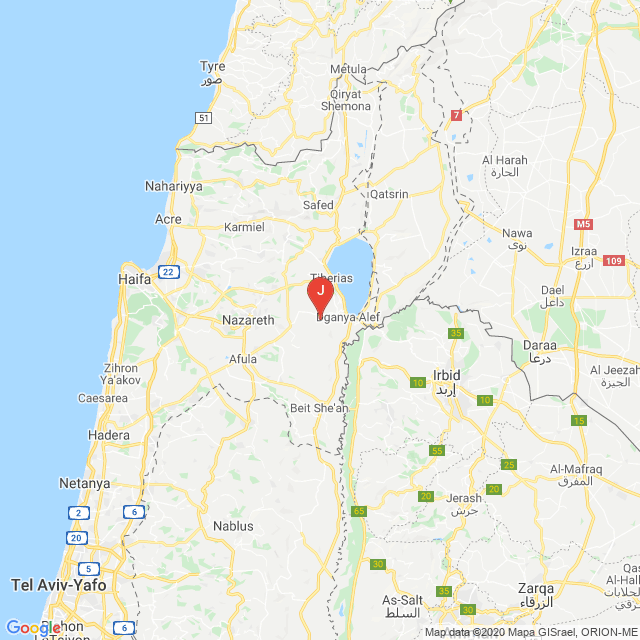 Tyre
صور
Metula
Qiryat
Shemona
51
7
Al Harah
الحارة
Nahariyya
Qatsrin
Safed
Acre
Karmiel
M5
Nawa
نوى
Izraa
ازرع
109
22
Haifa
Tiberias
J
Dael
داعل
Nazareth
Dganya Alef
35
Daraa
درعا
Afula
Zihron
Ya'akov
Irbid
إربد
10
Al Jeezah
الجيزة
Caesarea
10
Beit She'an
15
Hadera
55
25
Al-Mafraq
المفرق
Netanya
20
20
Jerash
جرش
2
6
65
Nablus
20
5
30
Tel Aviv-Yafo
35
30
Zarqa
الزرقاء
As-Salt
السلط
10
6
Google
Map data ©2020 Mapa GISrael, ORION-ME